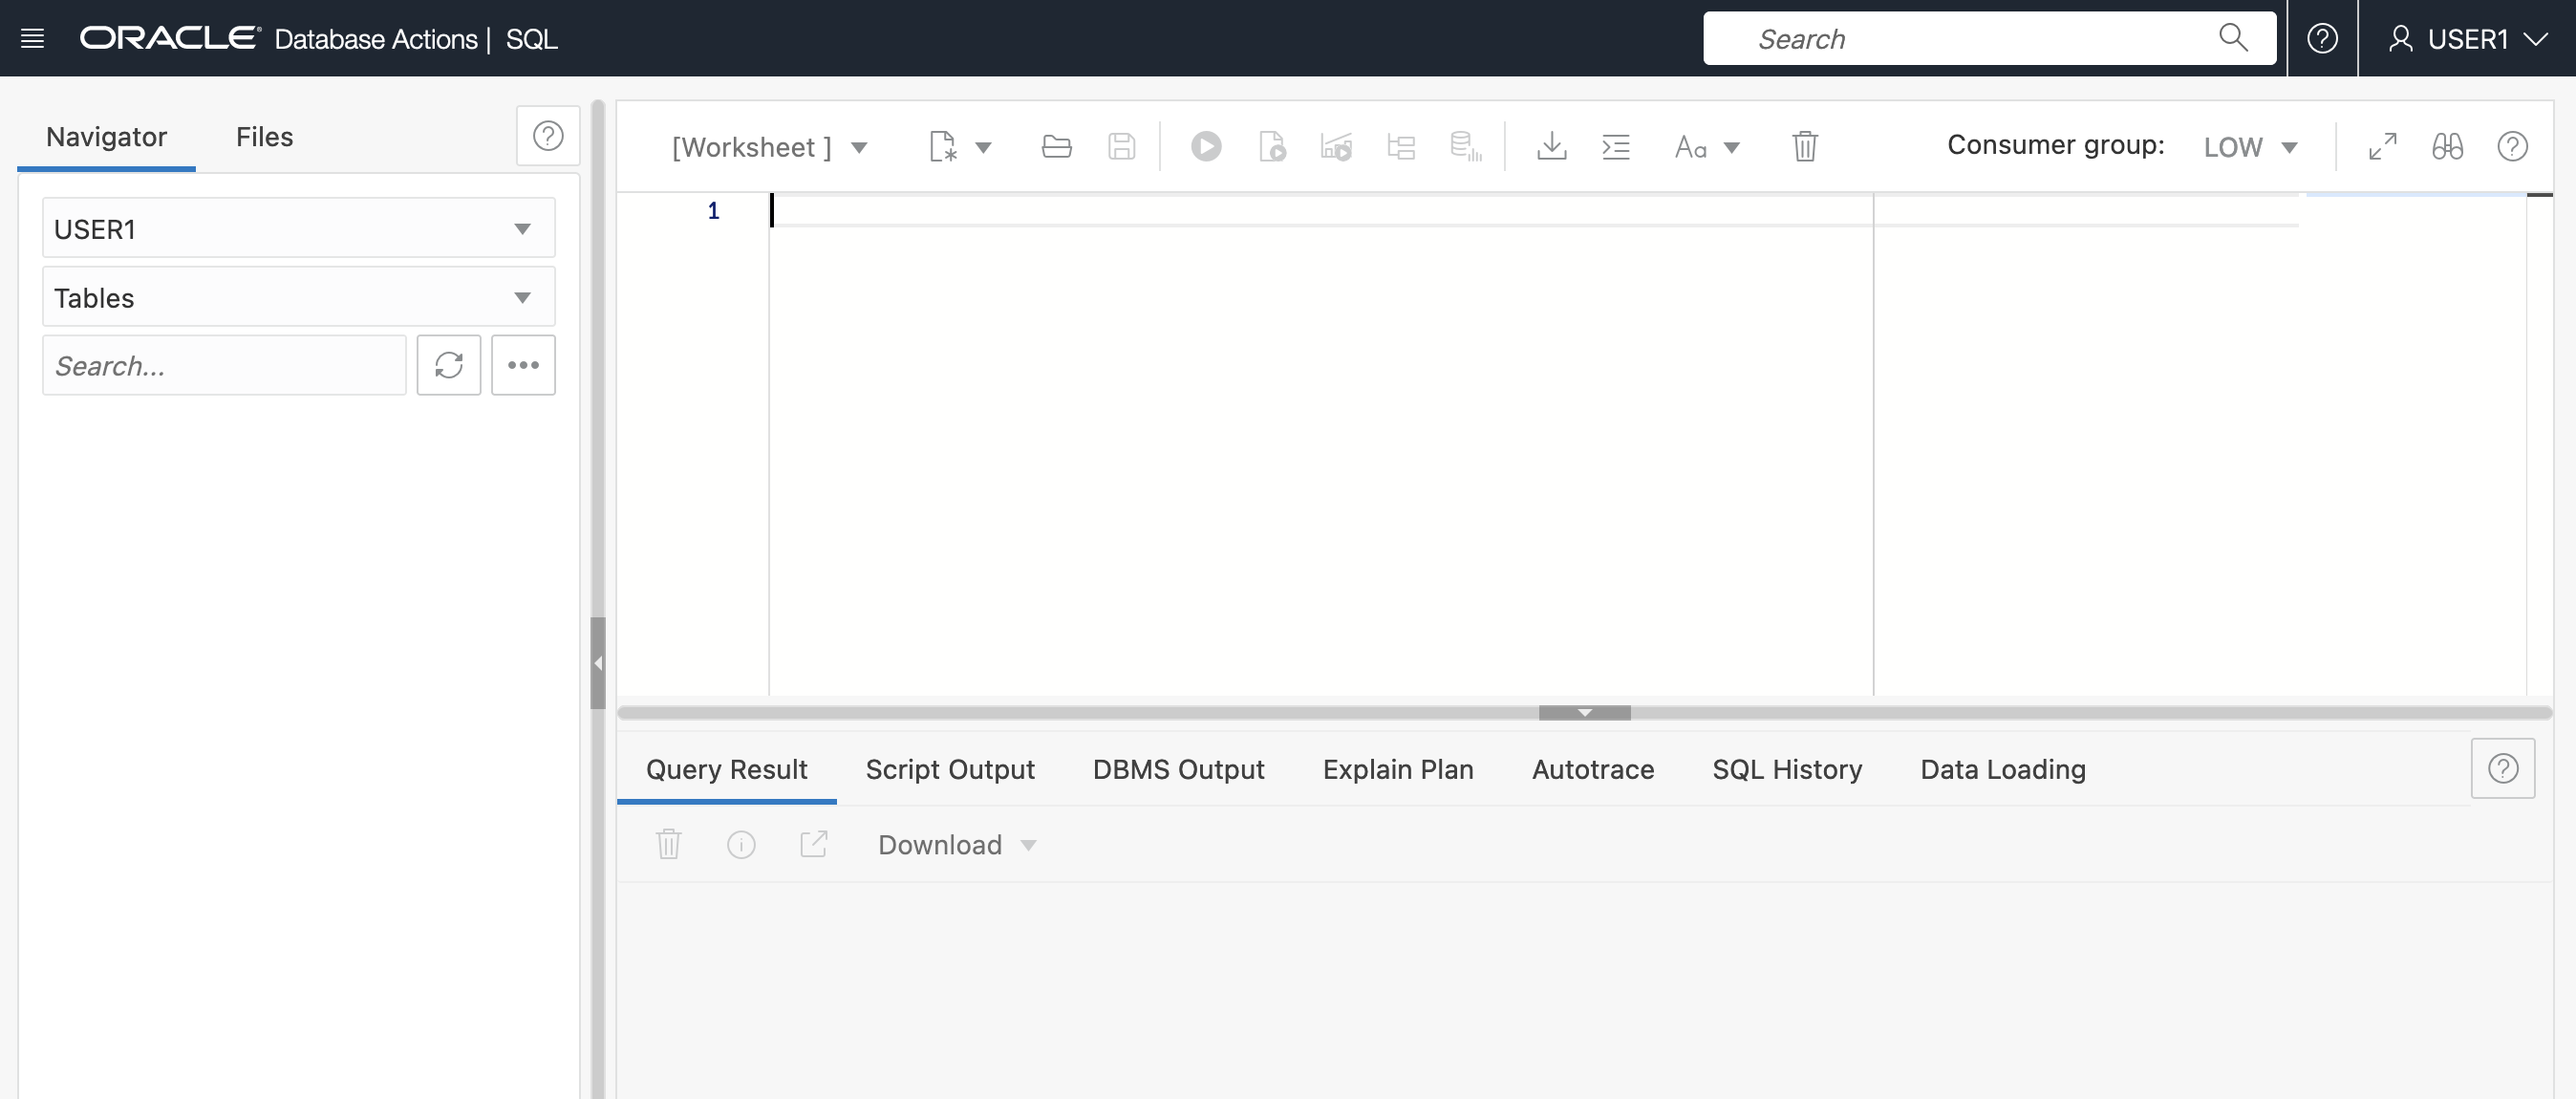 ORACLE Database Actions | SQL
Search
USER1
Navigator
Files
USER1
Tables
Search...
[Worksheet ]
Aa
Consumer group:
LOW
1
Query Result
Script Output
DBMS Output
Explain Plan
Autotrace
SQL History
Data Loading
Download